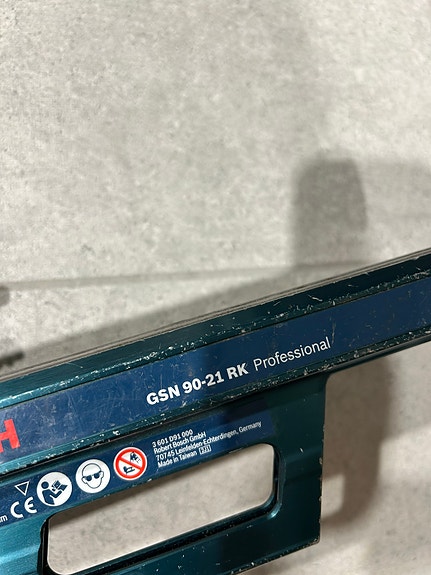 GSN 90-21 RK Professional
H
3 601 D91 000
Robert Bosch GmbH
70745 Leinfelden-Echterdingen, Germany
Made in Taiwan
CE